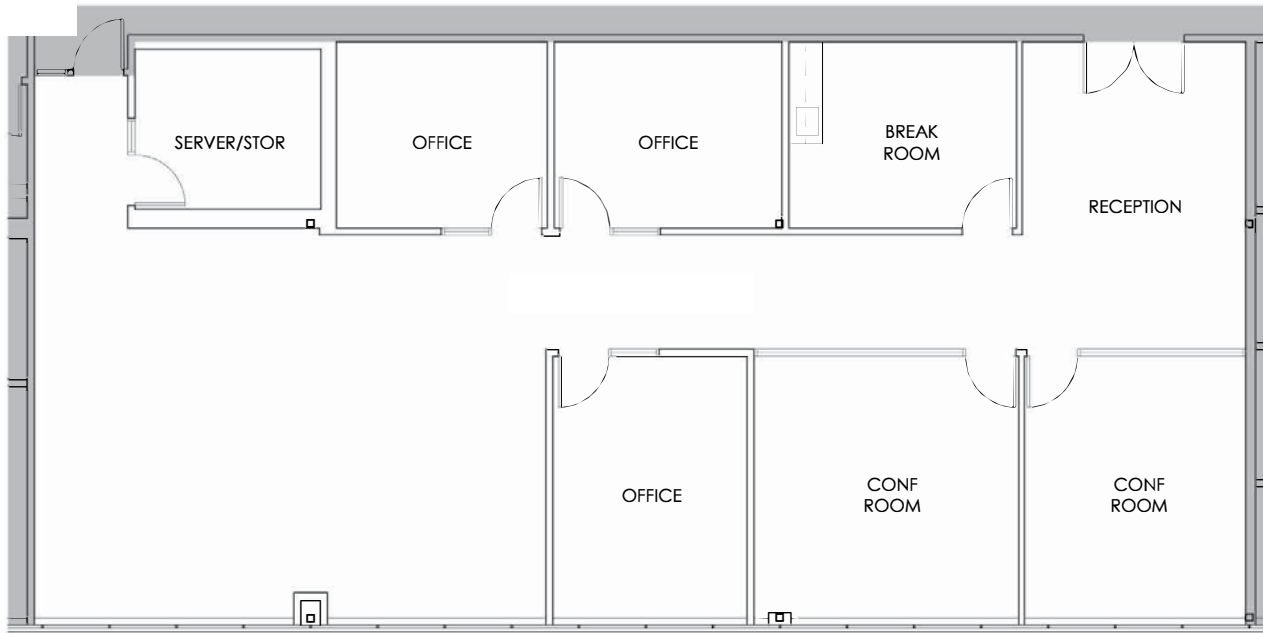 SERVER/STOR
OFFICE
OFFICE
BREAK
ROOM
RECEPTION
OFFICE
CONF
ROOM
CONF
ROOM